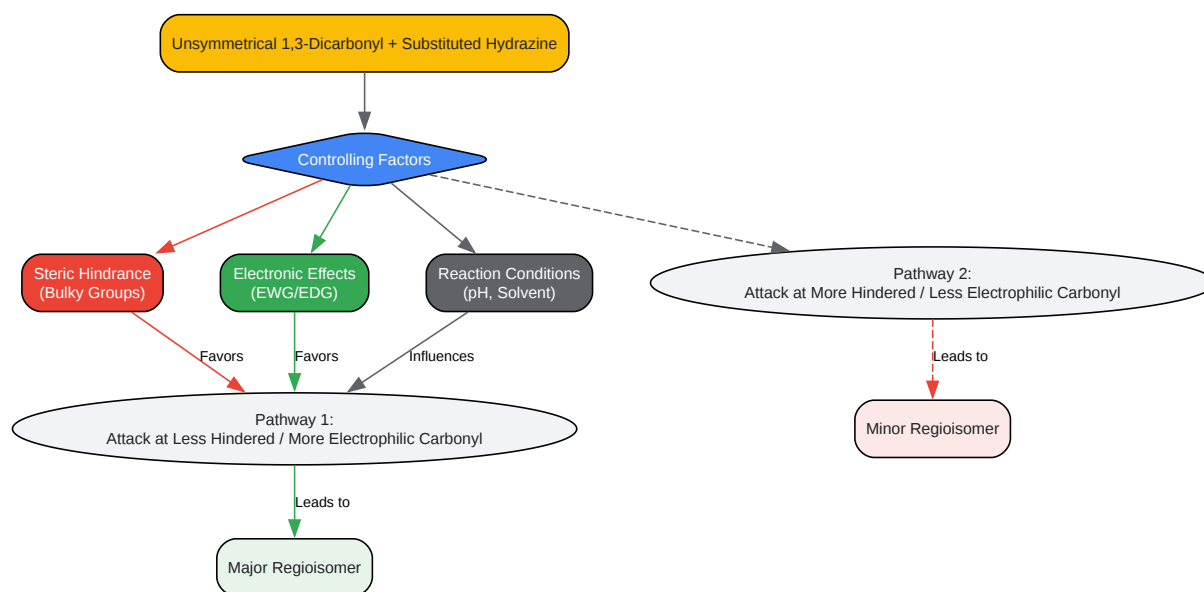 Unsymmetrical 1,3-Dicarbonyl + Substituted Hydrazine
Controlling Factors
Steric Hindrance
(Bulky Groups)
Electronic Effects
(EWG/EDG)
Reaction Conditions
(pH, Solvent)
Pathway 2:
Attack at More Hindered / Less Electrophilic Carbonyl
Favors
Favors
Influences
Leads to
Pathway 1:
Attack at Less Hindered / More Electrophilic Carbonyl
Minor Regioisomer
Leads to
Major Regioisomer